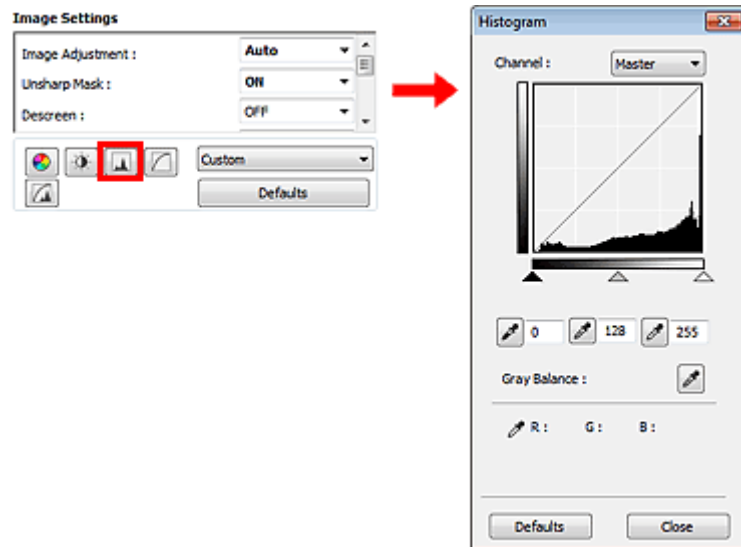 Image Settings
Image Adjustment : Auto
Unsharp Mask : ON
Descreen : OFF
Custom
Defaults
Histogram
Channel : Master
0 128 255
Gray Balance :
R : G : B :
Defaults Close